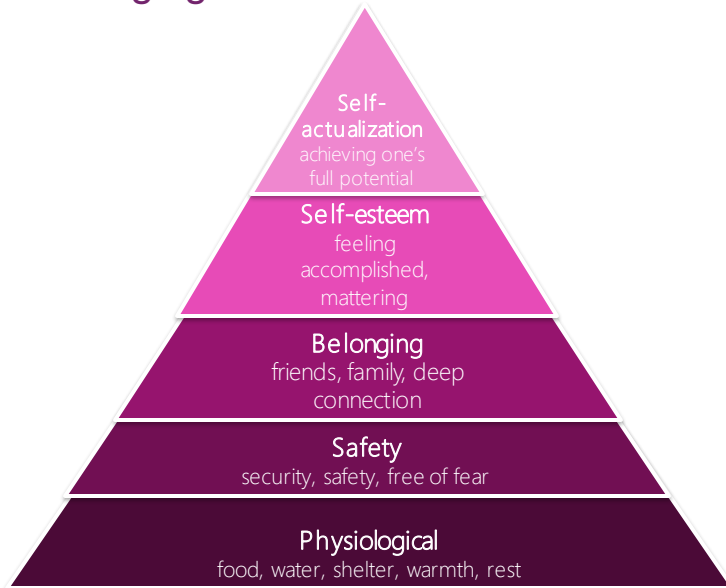 Self-
actualization
achieving one's
full potential
Self-esteem
feeling
accomplished,
mattering
Belonging
friends, family, deep
connection
Safety
security, safety, free of fear
Physiological
food, water, shelter, warmth, rest